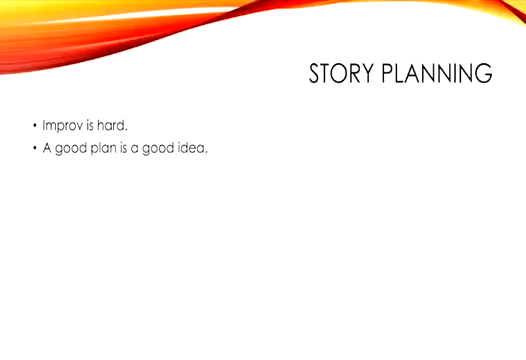 STORY PLANNING
• Improv is hard.
• A good plan is a good idea.